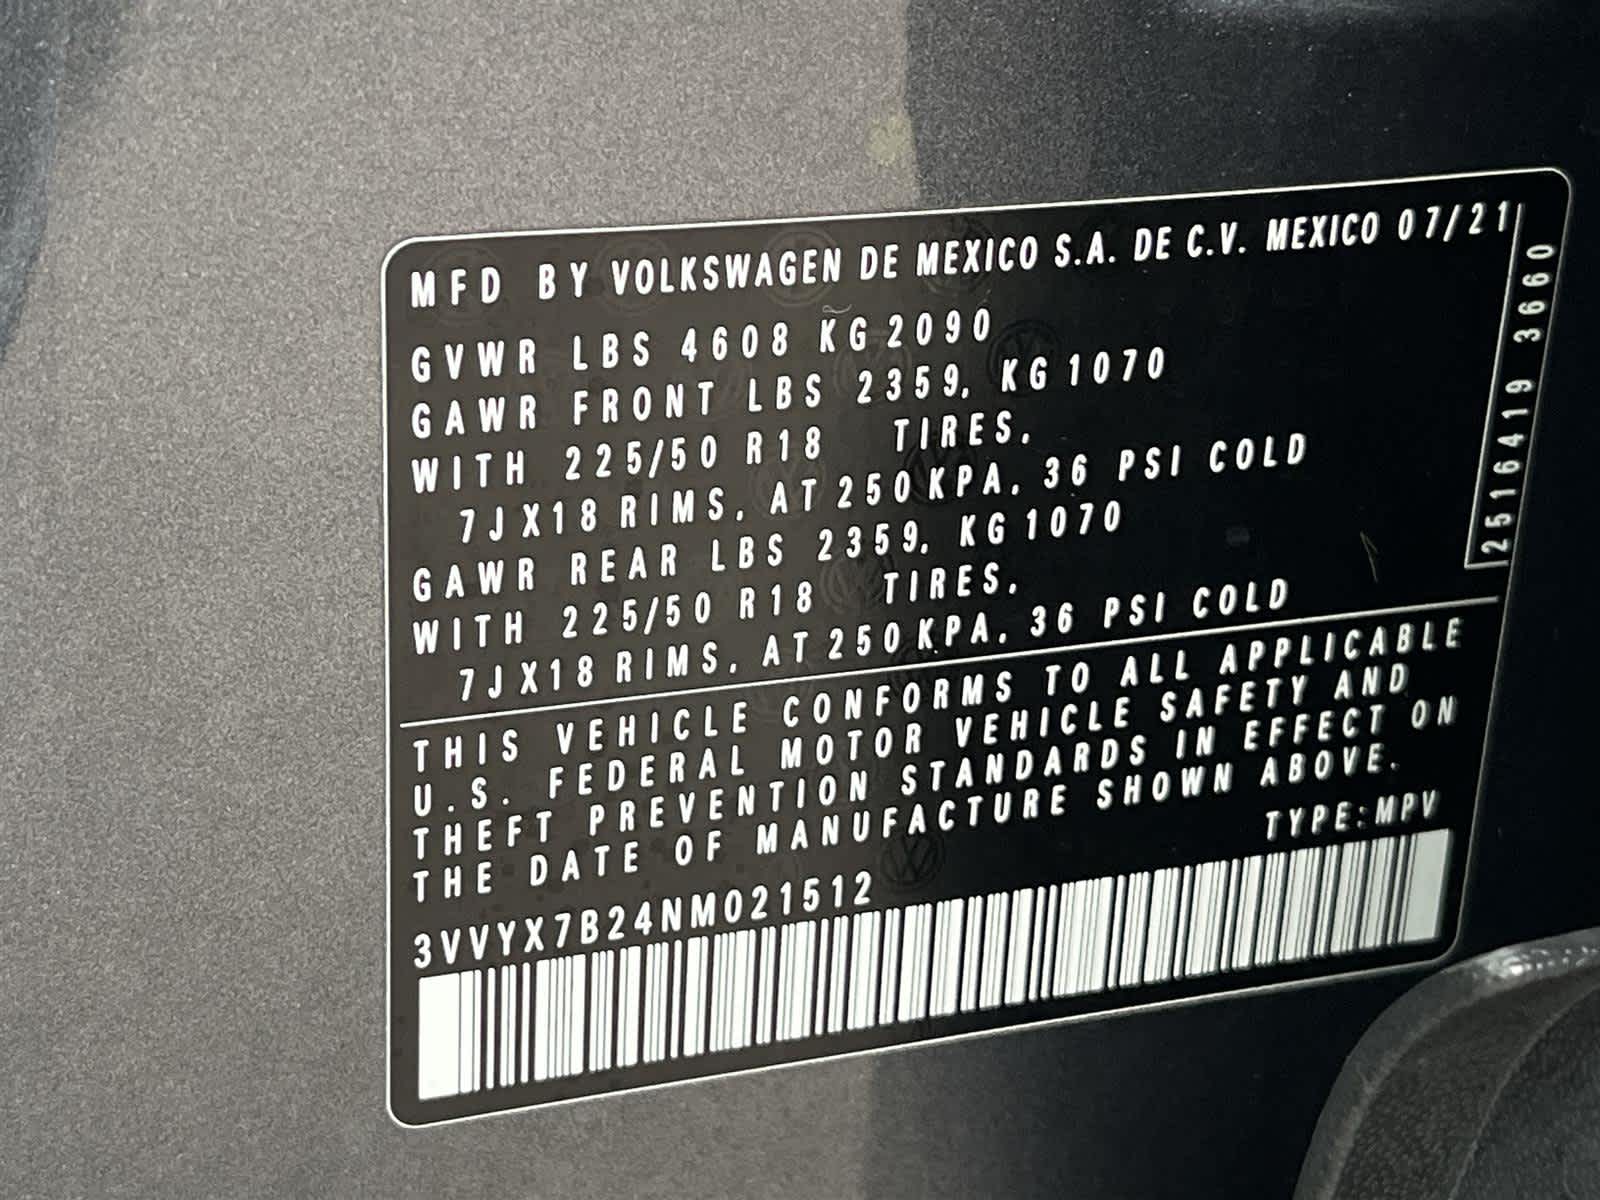 MFD BY VOLKSWAGEN DE MEXICO S.A. DE C.V. MEXICO 07/21
GVWR LBS 4608 KG 2090
GAWR FRONT LBS 2359, KG 1070
WITH 225/50 R18 TIRES,
7JX18 RIMS, AT 250 KPA, 36 PSI COLD
GAWR REAR LBS 2359, KG 1070
WITH 225/50 R18 TIRES,
7JX18 RIMS, AT 250 KPA, 36 PSI COLD
THIS VEHICLE CONFORMS TO ALL APPLICABLE
U.S. FEDERAL MOTOR VEHICLE SAFETY AND
THEFT PREVENTION STANDARDS IN EFFECT ON
THE DATE OF MANUFACTURE SHOWN ABOVE.
TYPE:MPV
3VVYX7B24NM021512
2516419 3660